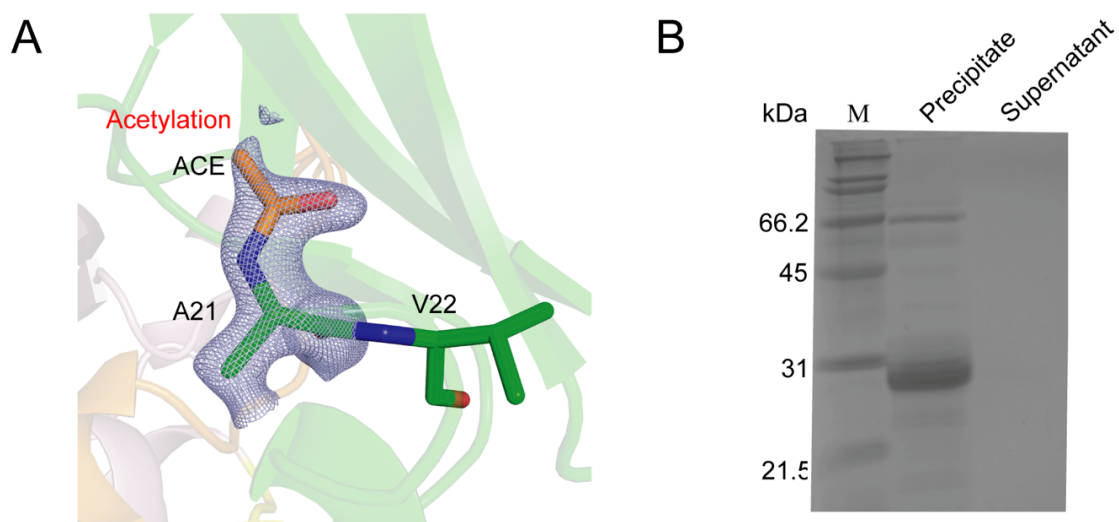 A
Acetylation
ACE
A21
V22
B
kDa
M
Precipitate
Supernatant
66.2
45
31
21.5